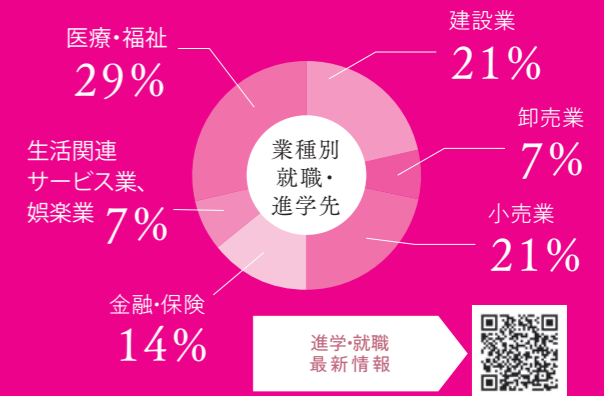 建設業
21%
卸売業
7%
小売業
21%
金融・保険
14%
生活関連
サービス業、
娯楽業 7%
医療・福祉
29%
業種別
就職・
進学先
進学・就職
最新情報